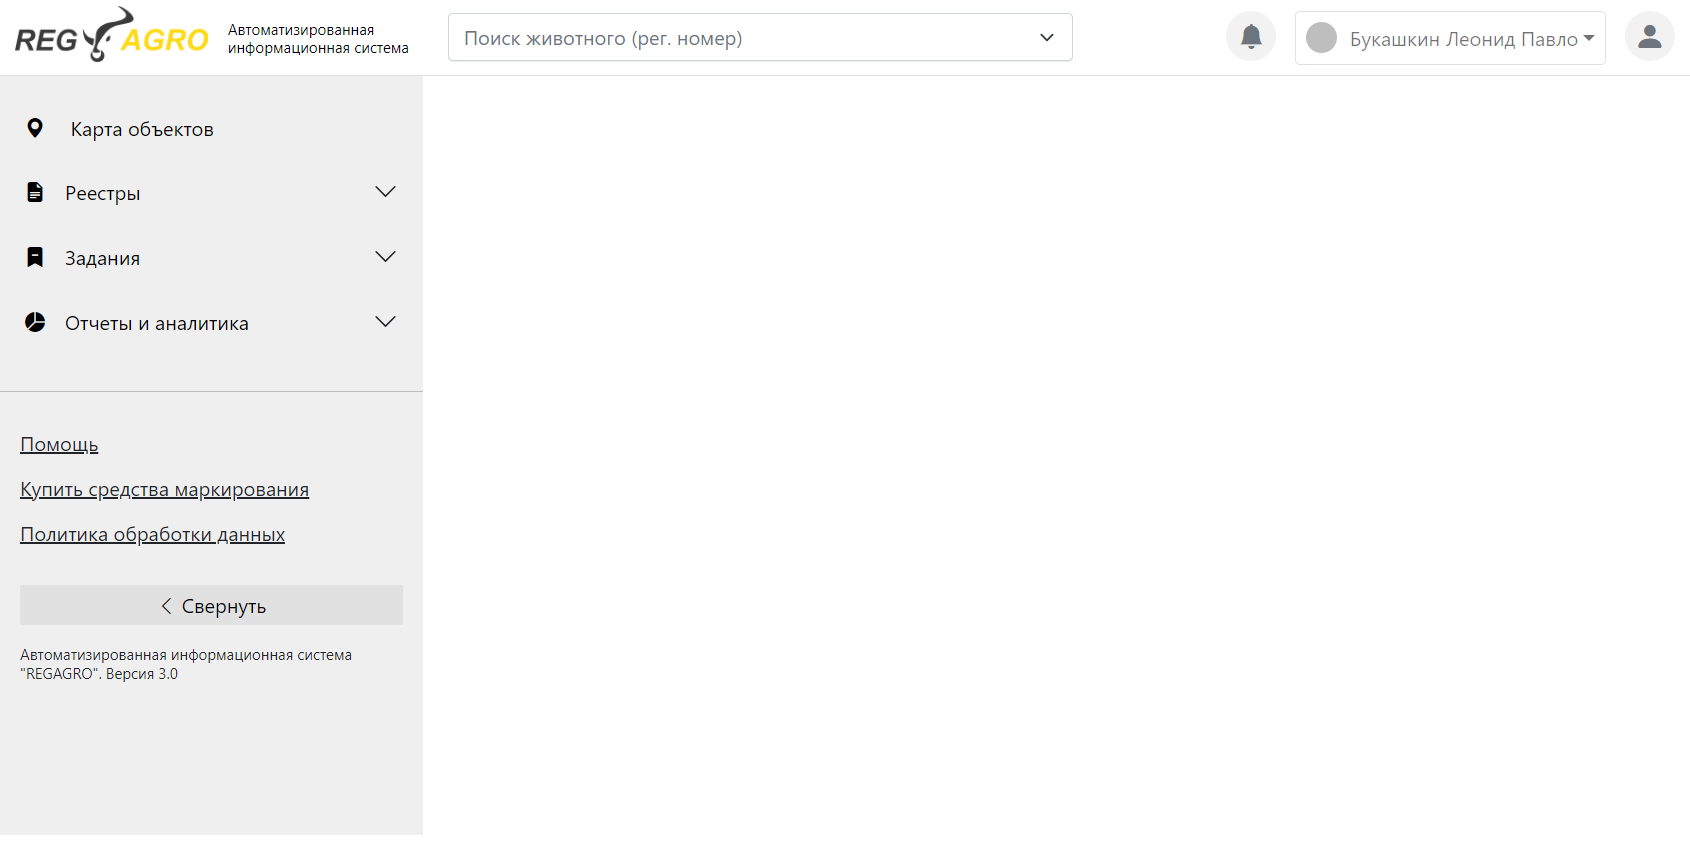 REG AGRO
Автоматизированная
информационная система
Поиск животного (рег. номер)
Букашкин Леонид Павло
Карта объектов
Реестры
Задания
Отчеты и аналитика
Помощь
Купить средства маркирования
Политика обработки данных
Свернуть
Автоматизированная информационная система
"REGAGRO". Версия 3.0